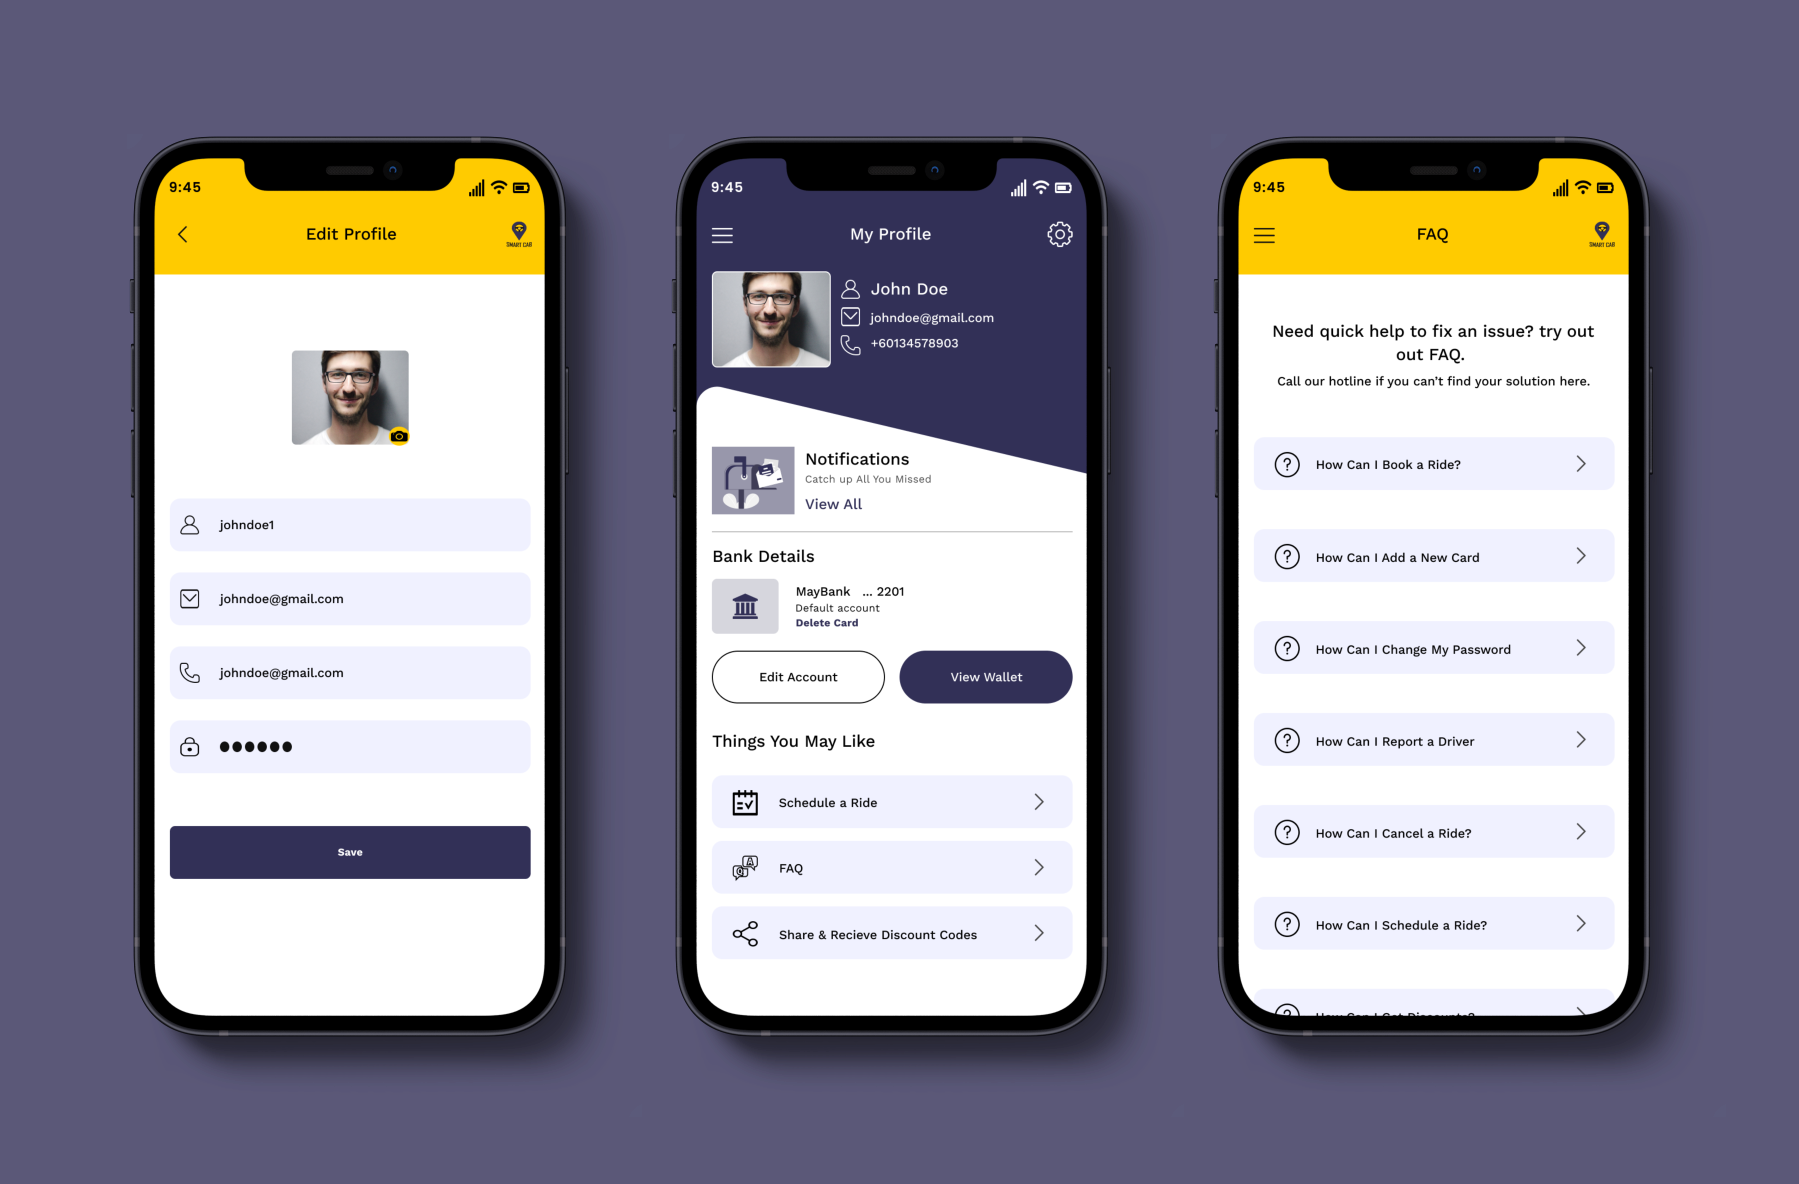 9:45
Edit Profile
SMART CAB
johndoe1
johndoe@gmail.com
johndoe@gmail.com
Save
9:45
My Profile
John Doe
johndoe@gmail.com
+60134578903
Notifications
Catch up All You Missed
View All
Bank Details
MayBank ... 2201
Default account
Delete Card
Edit Account
View Wallet
Things You May Like
Schedule a Ride
A
Q
FAQ
Share & Recieve Discount Codes
9:45
FAQ
SMART CAB
Need quick help to fix an issue? try out
out FAQ.
Call our hotline if you can't find your solution here.
How Can I Book a Ride?
How Can I Add a New Card
How Can I Change My Password
How Can I Report a Driver
How Can I Cancel a Ride?
How Can I Schedule a Ride?
How Can I Get Discounts?